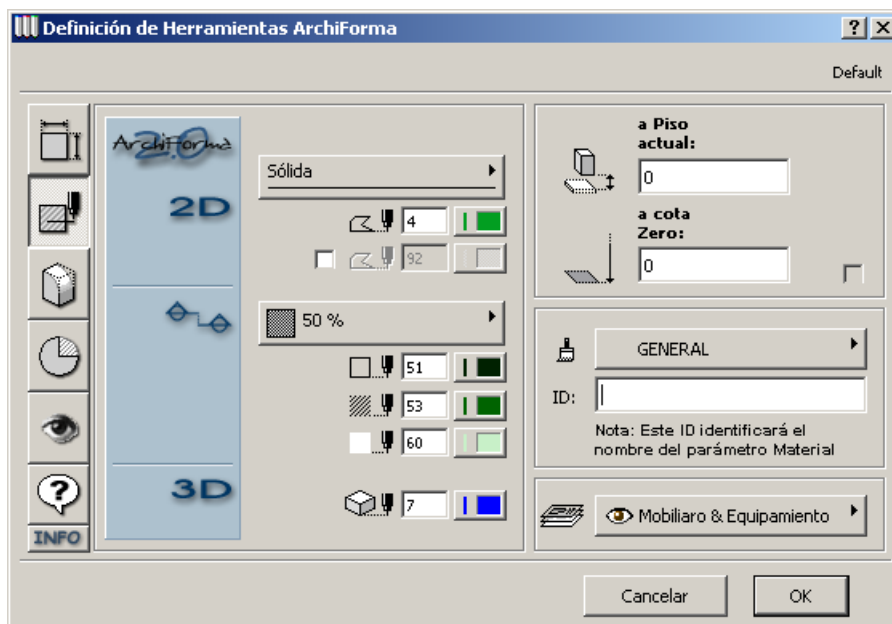 Definición de Herramientas ArchiForma
Default
ArchiForma
2.0
2D
3D
INFO
Sólida
4
92
50 %
51
53
60
7
a Piso
actual:
0
a cota
Zero:
0
GENERAL
ID:
Nota: Este ID identificará el
nombre del parámetro Material
Mobiliaro & Equipamiento
Cancelar
OK